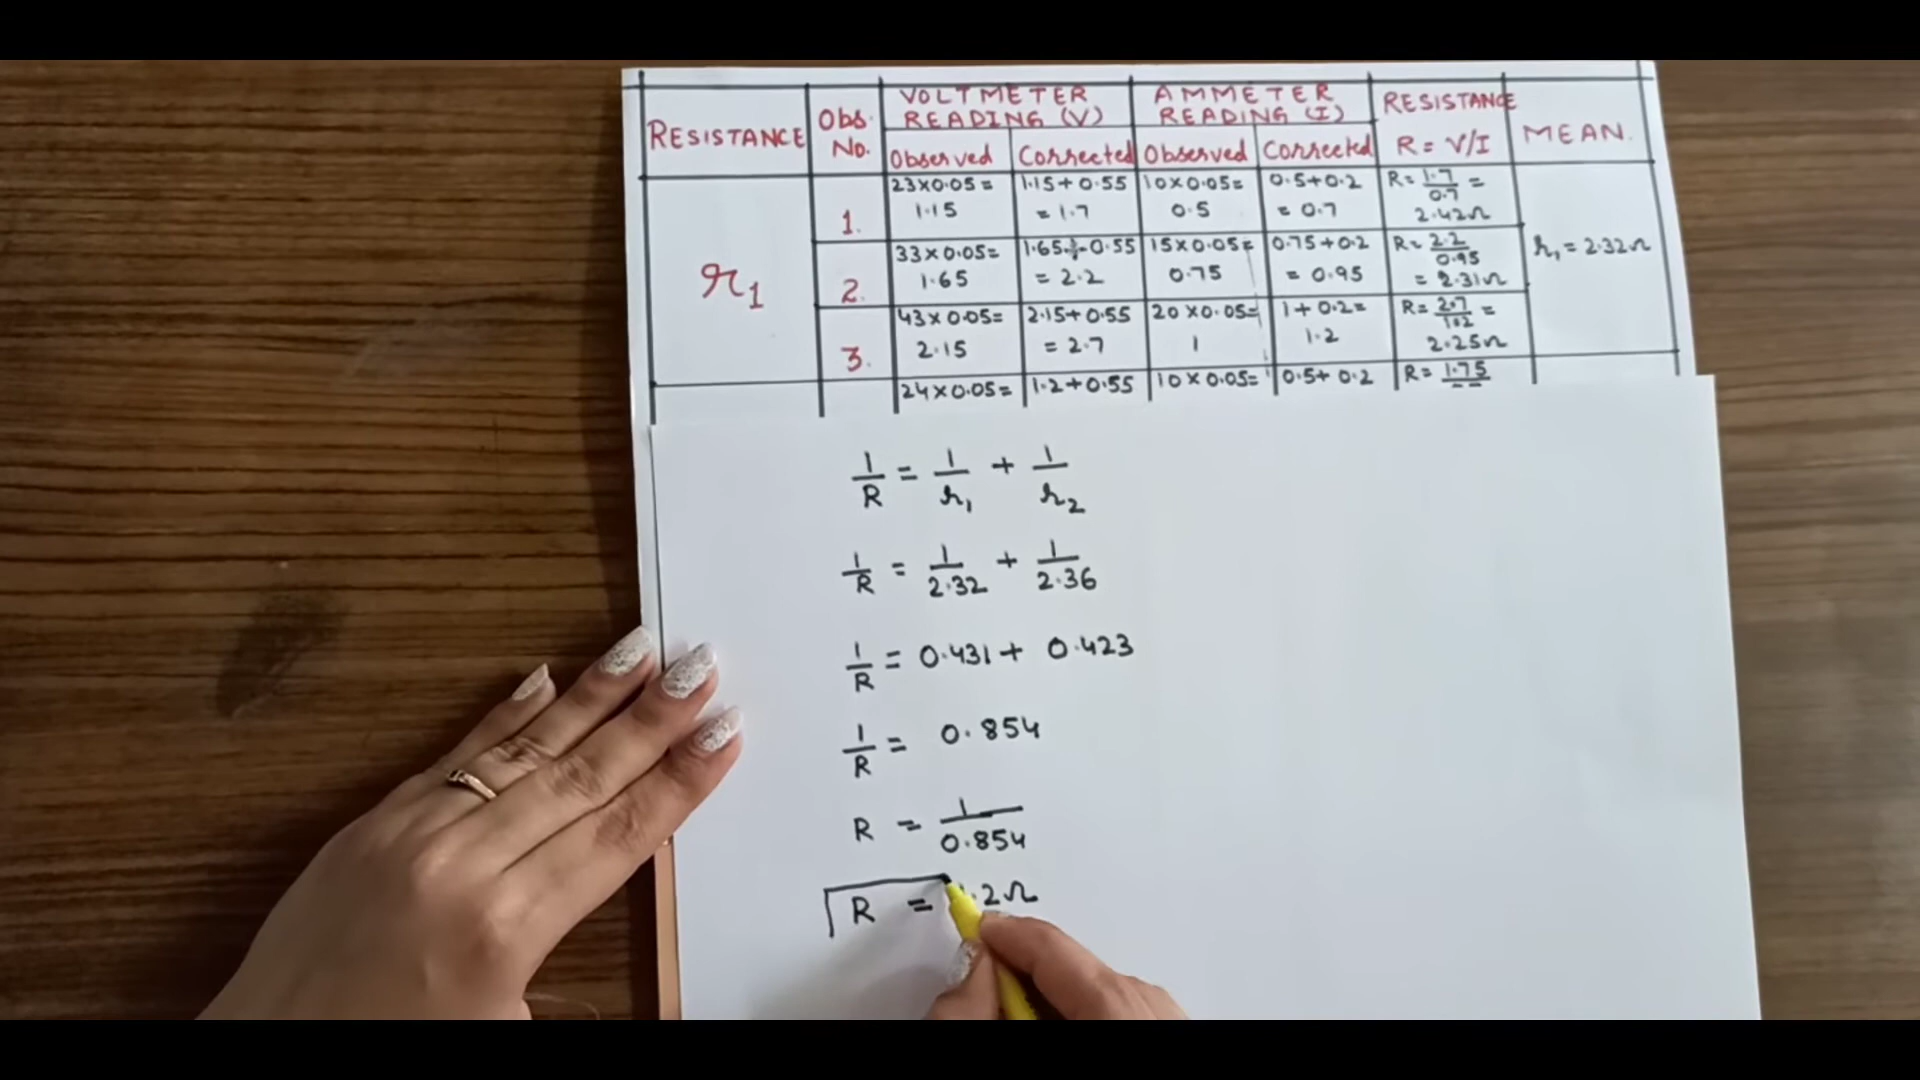 RESISTANCE
Obs. No.
VOLTMETER READING (V)
AMMETER READING (I)
RESISTANCE R = V/I
MEAN.
Observed Corrected Observed Corrected
r₁
1.
23×0.05= 1.15
1.15+0.55 = 1.7
10×0.05= 0.5
0.5+0.2 = 0.7
R= 1.7/0.7 = 2.42Ω
2.
33×0.05= 1.65
1.65+0.55 = 2.2
15×0.05= 0.75
0.75+0.2 = 0.95
R= 2.2/0.95 = 2.31Ω
r₁ = 2.32Ω
3.
43×0.05= 2.15
2.15+0.55 = 2.7
20×0.05= 1
1+0.2= 1.2
R= 2.7/1.2 = 2.25Ω
24×0.05= 1.2+0.55 10×0.05= 0.5+0.2 R= 1.75
1/R = 1/r₁ + 1/r₂
1/R = 1/2.32 + 1/2.36
1/R = 0.431+ 0.423
1/R = 0.854
R = 1/0.854
R = .2Ω